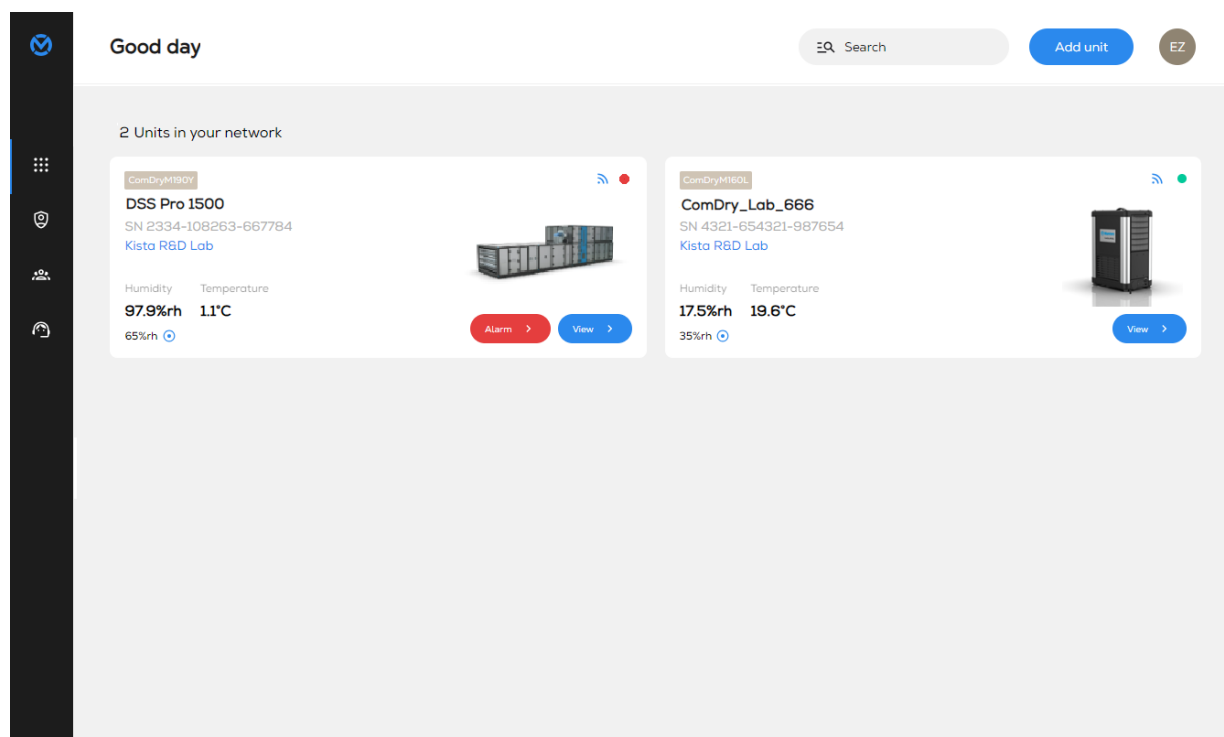 Good day
Search
Add unit
EZ
2 Units in your network
ComDryM190Y
DSS Pro 1500
SN 2334-108263-667784
Kista R&D Lab
Humidity Temperature
97.9%rh 1.1°C
65%rh
Alarm
View
ComDryM160L
ComDry_Lab_666
SN 4321-654321-987654
Kista R&D Lab
Humidity Temperature
17.5%rh 19.6°C
35%rh
View